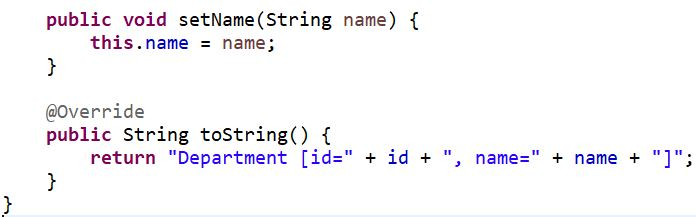 public void setName(String name) {
this.name = name;
}
@Override
public String toString() {
return "Department [id=" + id + ", name=" + name + "]";
}
}